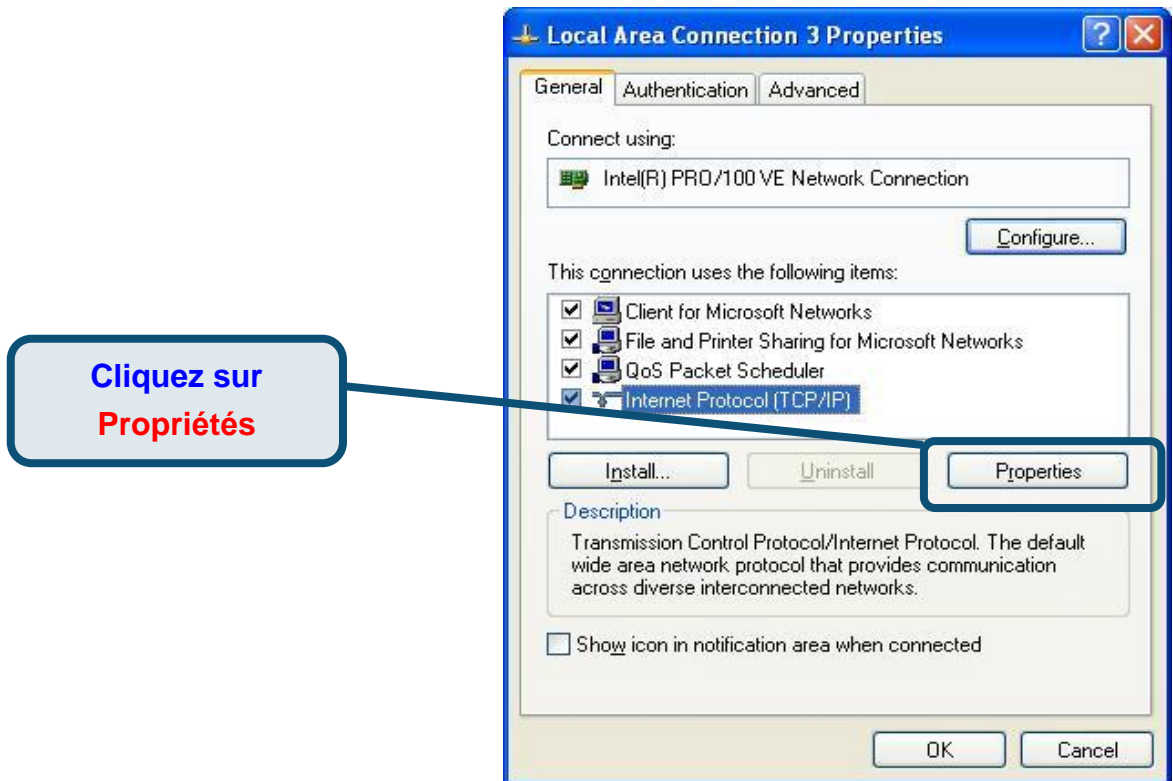 Local Area Connection 3 Properties
General
Authentication
Advanced
Connect using:
Intel(R) PRO/100 VE Network Connection
Configure...
This connection uses the following items:
Client for Microsoft Networks
File and Printer Sharing for Microsoft Networks
QoS Packet Scheduler
Internet Protocol (TCP/IP)
Cliquez sur
Propriétés
Install...
Uninstall
Properties
Description
Transmission Control Protocol/Internet Protocol. The default
wide area network protocol that provides communication
across diverse interconnected networks.
Show icon in notification area when connected
OK
Cancel